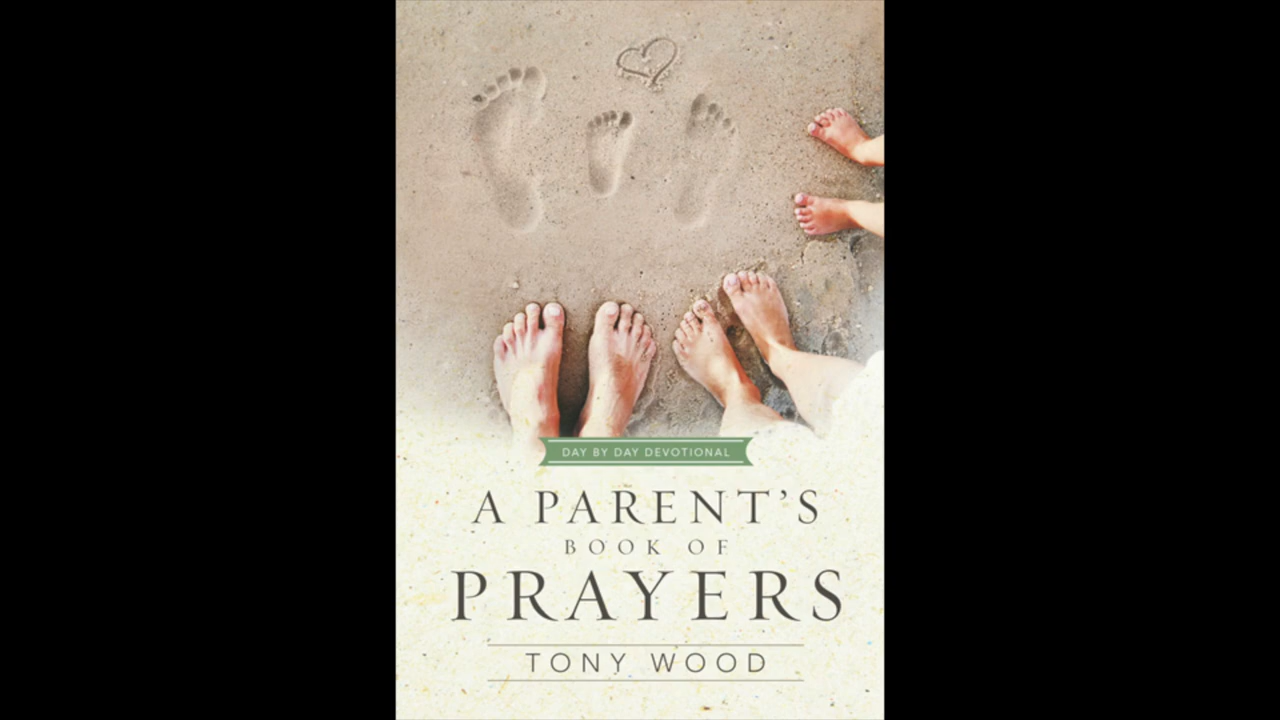 DAY BY DAY DEVOTIONAL
A PARENT'S
BOOK OF
PRAYERS
TONY WOOD